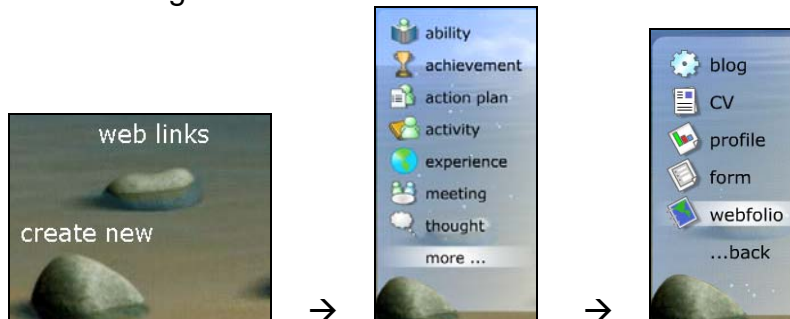 web links
create new
→
ability
achievement
action plan
activity
experience
meeting
thought
more ...
→
blog
CV
profile
form
webfolio
...back